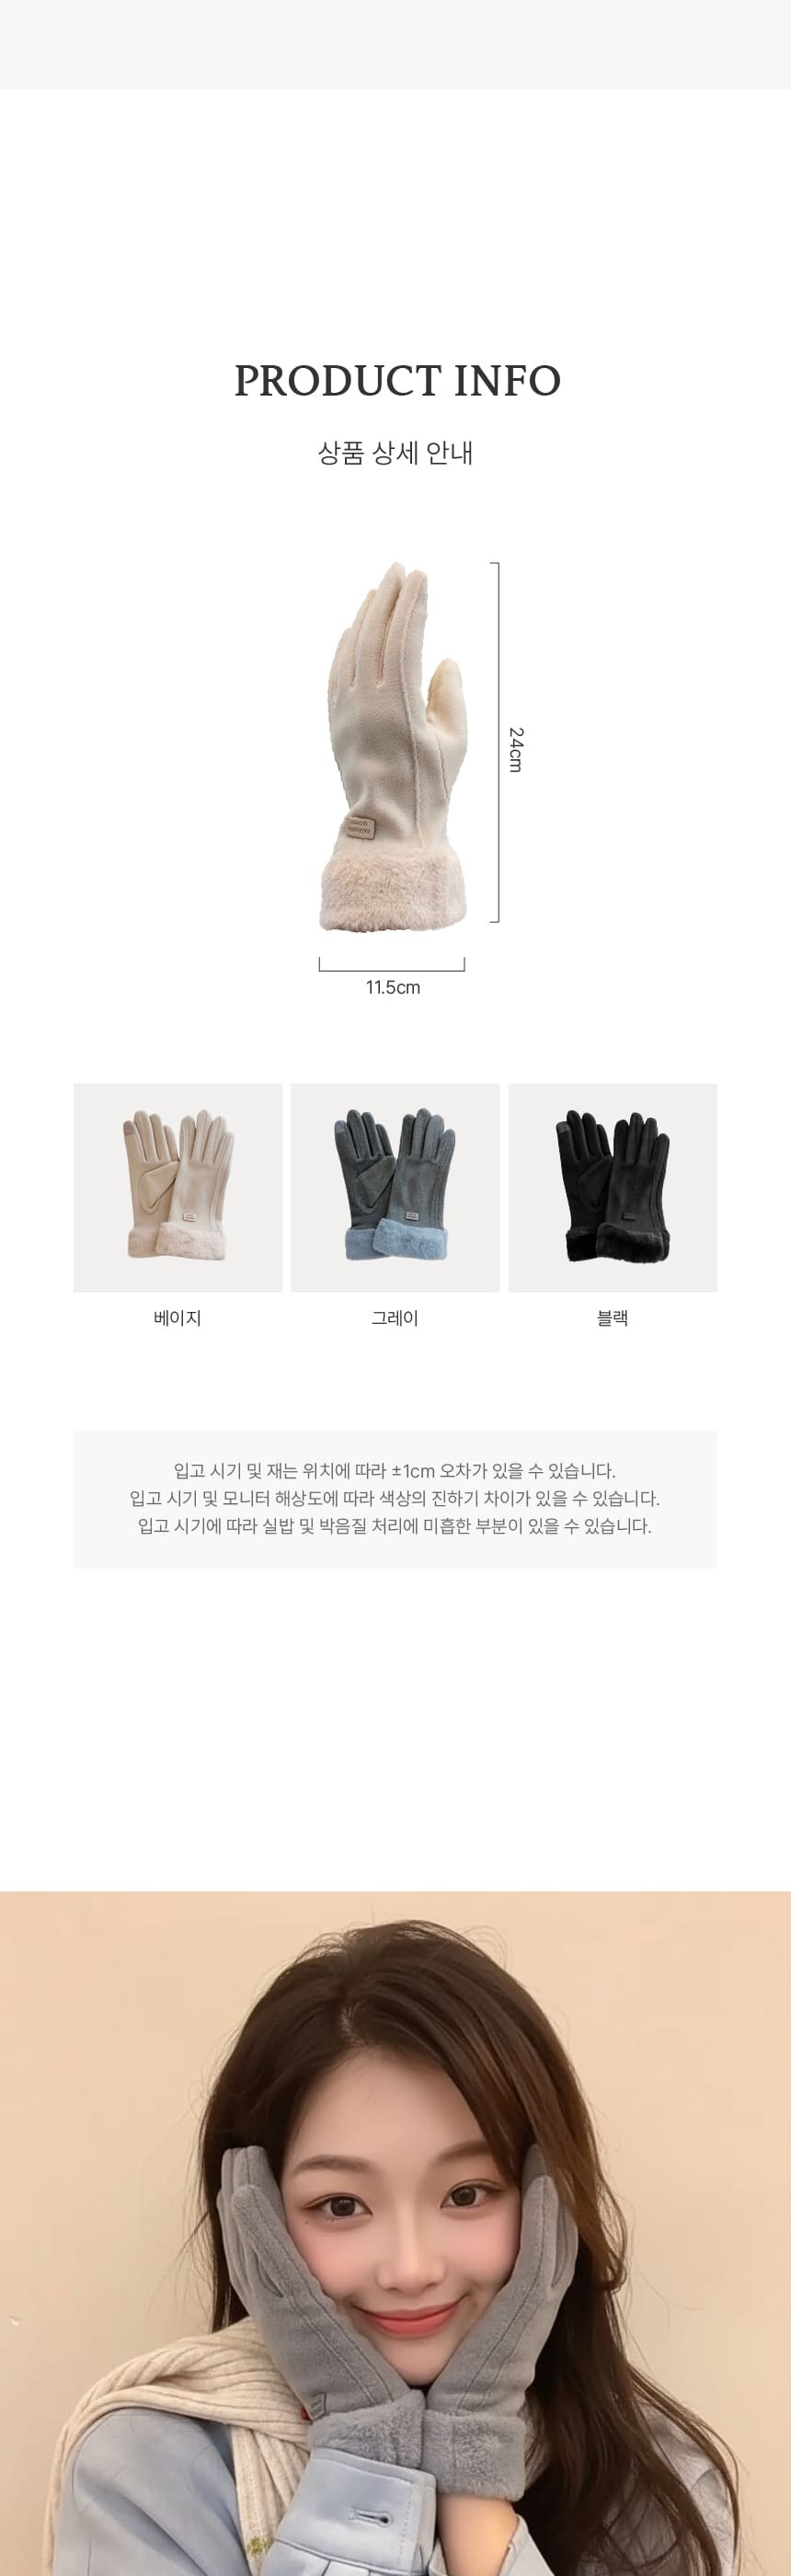 PRODUCT INFO
상품 상세 안내
24cm
11.5cm
베이지
그레이
블랙
입고 시기 및 재는 위치에 따라 ±1cm 오차가 있을 수 있습니다.
입고 시기 및 모니터 해상도에 따라 색상의 진하기 차이가 있을 수 있습니다.
입고 시기에 따라 실밥 및 박음질 처리에 미흡한 부분이 있을 수 있습니다.